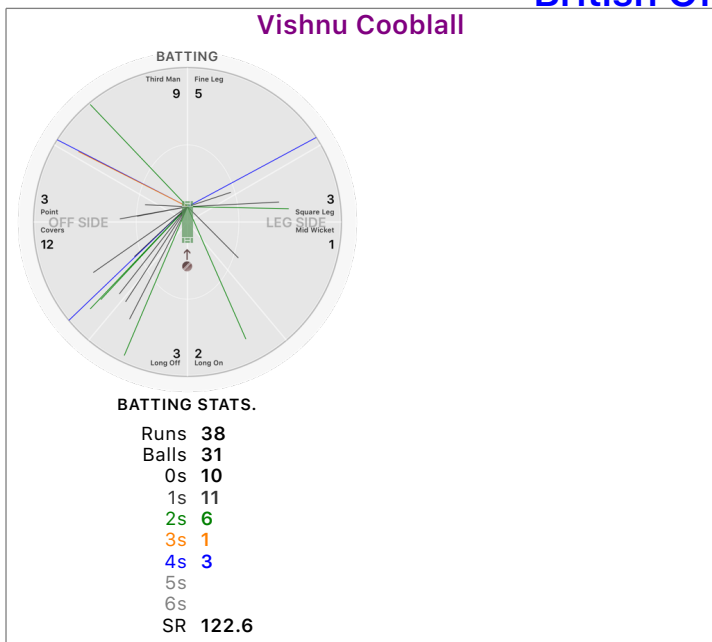 Vishnu Cooblall
BATTING
Third Man Fine Leg
9 5
3 3
Point Square Leg
OFF SIDE LEG SIDE
Covers Mid Wicket
12 1
3 2
Long Off Long On
BATTING STATS.
Runs 38
Balls 31
0s 10
1s 11
2s 6
3s 1
4s 3
5s
6s
SR 122.6